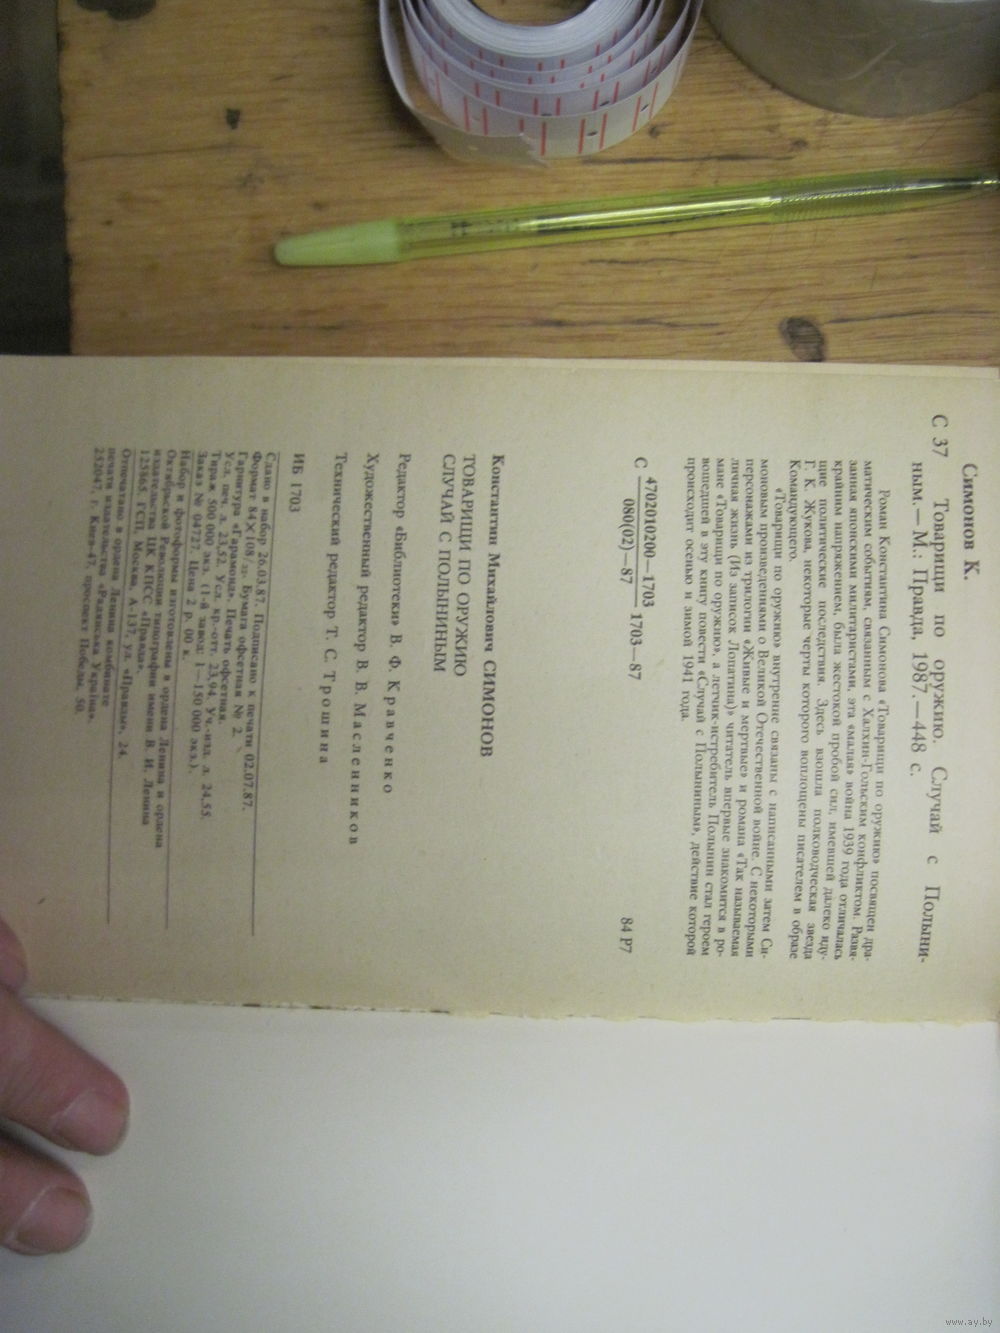 Симонов К.
С 37 Товарищи по оружию. Случай с Полыни-
ным.— М.: Правда, 1987.—448 с.
Роман Константина Симонова «Товарищи по оружию» посвящен дра-
матическим событиям, связанным с Халхин-Гольским конфликтом. Развя-
занная японскими милитаристами, эта «малая» война 1939 года отличалась
крайним напряжением, была жестокой пробой сил, имевшей далеко иду-
щие политические последствия. Здесь взошла полководческая звезда
Г. К. Жукова, некоторые черты которого воплощены писателем в образе
Командующего.
«Товарищи по оружию» внутренне связаны с написанными затем Си-
моновым произведениями о Великой Отечественной войне. С некоторыми
персонажами из трилогии «Живые и мертвые» и романа «Так называемая
личная жизнь (Из записок Лопатина)» читатель впервые знакомится в ро-
мане «Товарищи по оружию», а летчик-истребитель Полынин стал героем
вошедшей в эту книгу повести «Случай с Полыниным», действие которой
происходит осенью и зимой 1941 года.
С 4702010200—1703
080(02)—87 1703—87
84 Р7
Константин Михайлович СИМОНОВ
ТОВАРИЩИ ПО ОРУЖИЮ
СЛУЧАЙ С ПОЛЫНИНЫМ
Редактор «Библиотеки» В. Ф. Кравченко
Художественный редактор В. В. Масленников
Технический редактор Т. С. Трошина
ИБ 1703
Сдано в набор 26.03.87. Подписано к печати 02.07.87.
Формат 84×108 1/32. Бумага офсетная № 2.
Гарнитура «Гарамонд». Печать офсетная.
Усл. печ. л. 23,52. Усл. кр.-отт. 23,94. Уч.-изд. л. 24,55.
Тираж 500 000 экз. (1-й завод: 1—150 000 экз.).
Заказ № 04727. Цена 2 р. 00 к.
Набор и фотоформы изготовлены в ордена Ленина и ордена
Октябрьской Революции типографии имени В. И. Ленина
издательства ЦК КПСС «Правда».
125865. ГСП, Москва, А-137, ул. «Правды», 24.
Отпечатано в ордена Ленина комбинате
печати издательства «Радянська Україна».
252047, г. Киев-47, проспект Победы, 50.
www.ay.by